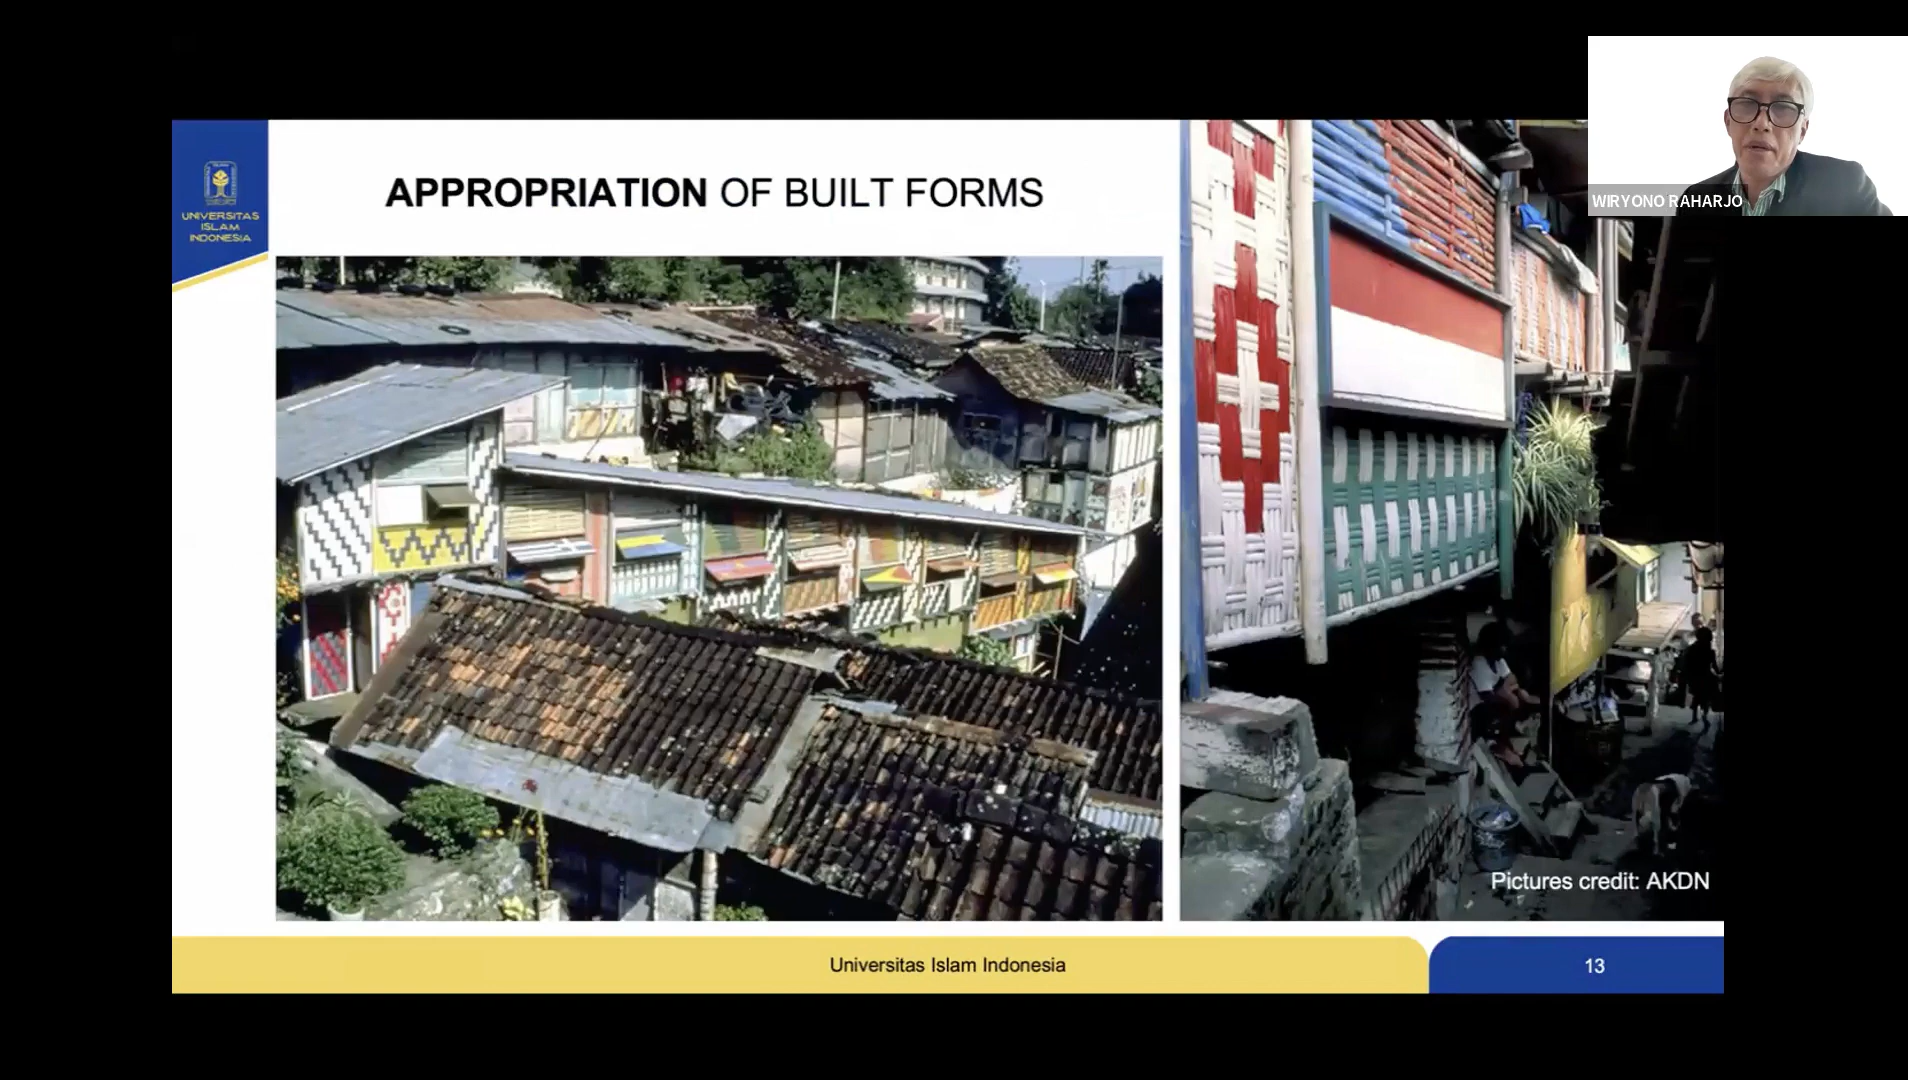 UNIVERSITAS
ISLAM
INDONESIA
APPROPRIATION OF BUILT FORMS
WIRYONO RAHARJO
Pictures credit: AKDN
Universitas Islam Indonesia
13